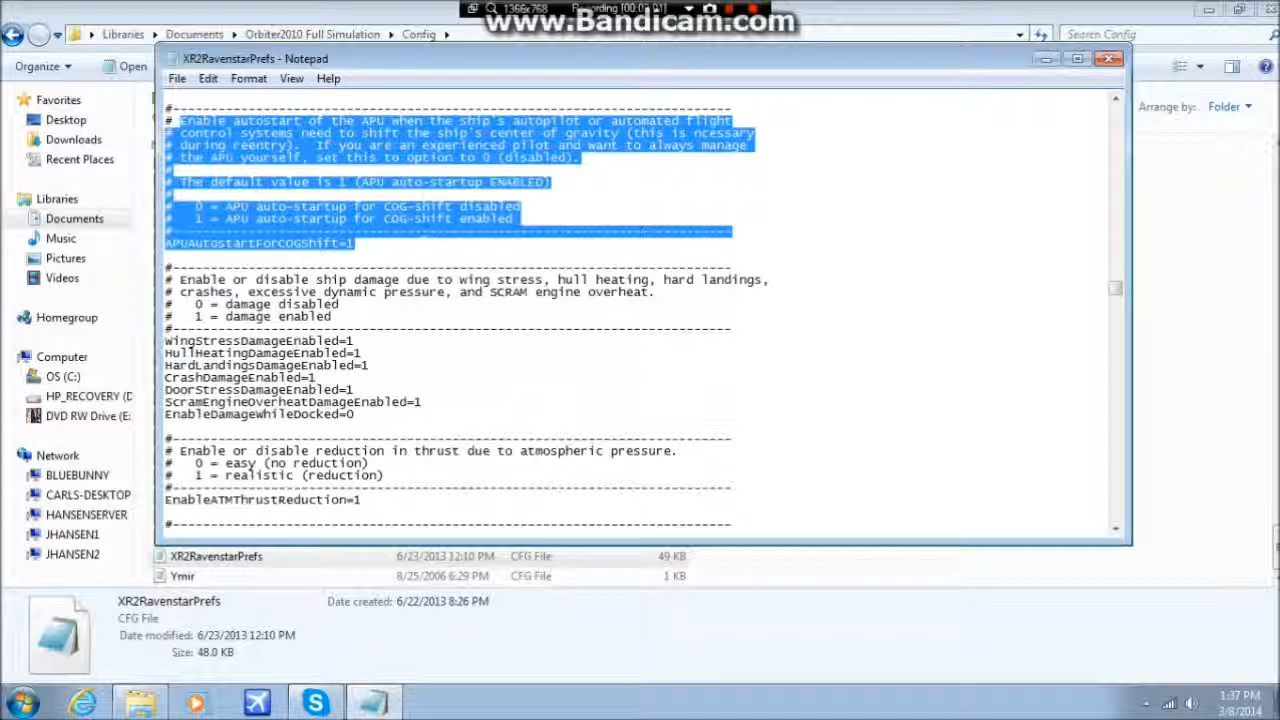 1366x768
Recording [00:02:01]
www.Bandicam.com
Libraries
Documents
Orbiter2010 Full Simulation
Config
Search Config
Organize
Open
Arrange by:
Folder
XR2RavenstarPrefs - Notepad
File
Edit
Format
View
Help
Favorites
Desktop
Downloads
Recent Places
Libraries
Documents
Music
Pictures
Videos
Homegroup
Computer
OS (C:)
HP_RECOVERY (D
DVD RW Drive (E:
Network
BLUEBUNNY
CARLS-DESKTOP
HANSENSERVER
JHANSEN1
JHANSEN2
#---------------------------------------------------------------------------
# Enable autostart of the APU when the ship's autopilot or automated flight
# control systems need to shift the ship's center of gravity (this is ncessary
# during reentry).  If you are an experienced pilot and want to always manage
# the APU yourself, set this to option to 0 (disabled).
#
# The default value is 1 (APU auto-startup ENABLED)
#
#   0 = APU auto-startup for COG-shift disabled
#   1 = APU auto-startup for COG-shift enabled
#---------------------------------------------------------------------------
APUAutostartForCOGShift=1
#---------------------------------------------------------------------------
# Enable or disable ship damage due to wing stress, hull heating, hard landings,
# crashes, excessive dynamic pressure, and SCRAM engine overheat.
#   0 = damage disabled
#   1 = damage enabled
#---------------------------------------------------------------------------
WingStressDamageEnabled=1
HullHeatingDamageEnabled=1
HardLandingsDamageEnabled=1
CrashDamageEnabled=1
DoorStressDamageEnabled=1
ScramEngineOverheatDamageEnabled=1
EnableDamageWhileDocked=0
#---------------------------------------------------------------------------
# Enable or disable reduction in thrust due to atmospheric pressure.
#   0 = easy (no reduction)
#   1 = realistic (reduction)
#---------------------------------------------------------------------------
EnableATMThrustReduction=1
#---------------------------------------------------------------------------
XR2RavenstarPrefs
6/23/2013 12:10 PM
CFG File
49 KB
Ymir
8/25/2006 6:29 PM
CFG File
1 KB
XR2RavenstarPrefs
Date created: 6/22/2013 8:26 PM
CFG File
Date modified: 6/23/2013 12:10 PM
Size: 48.0 KB
1:37 PM
3/8/2014